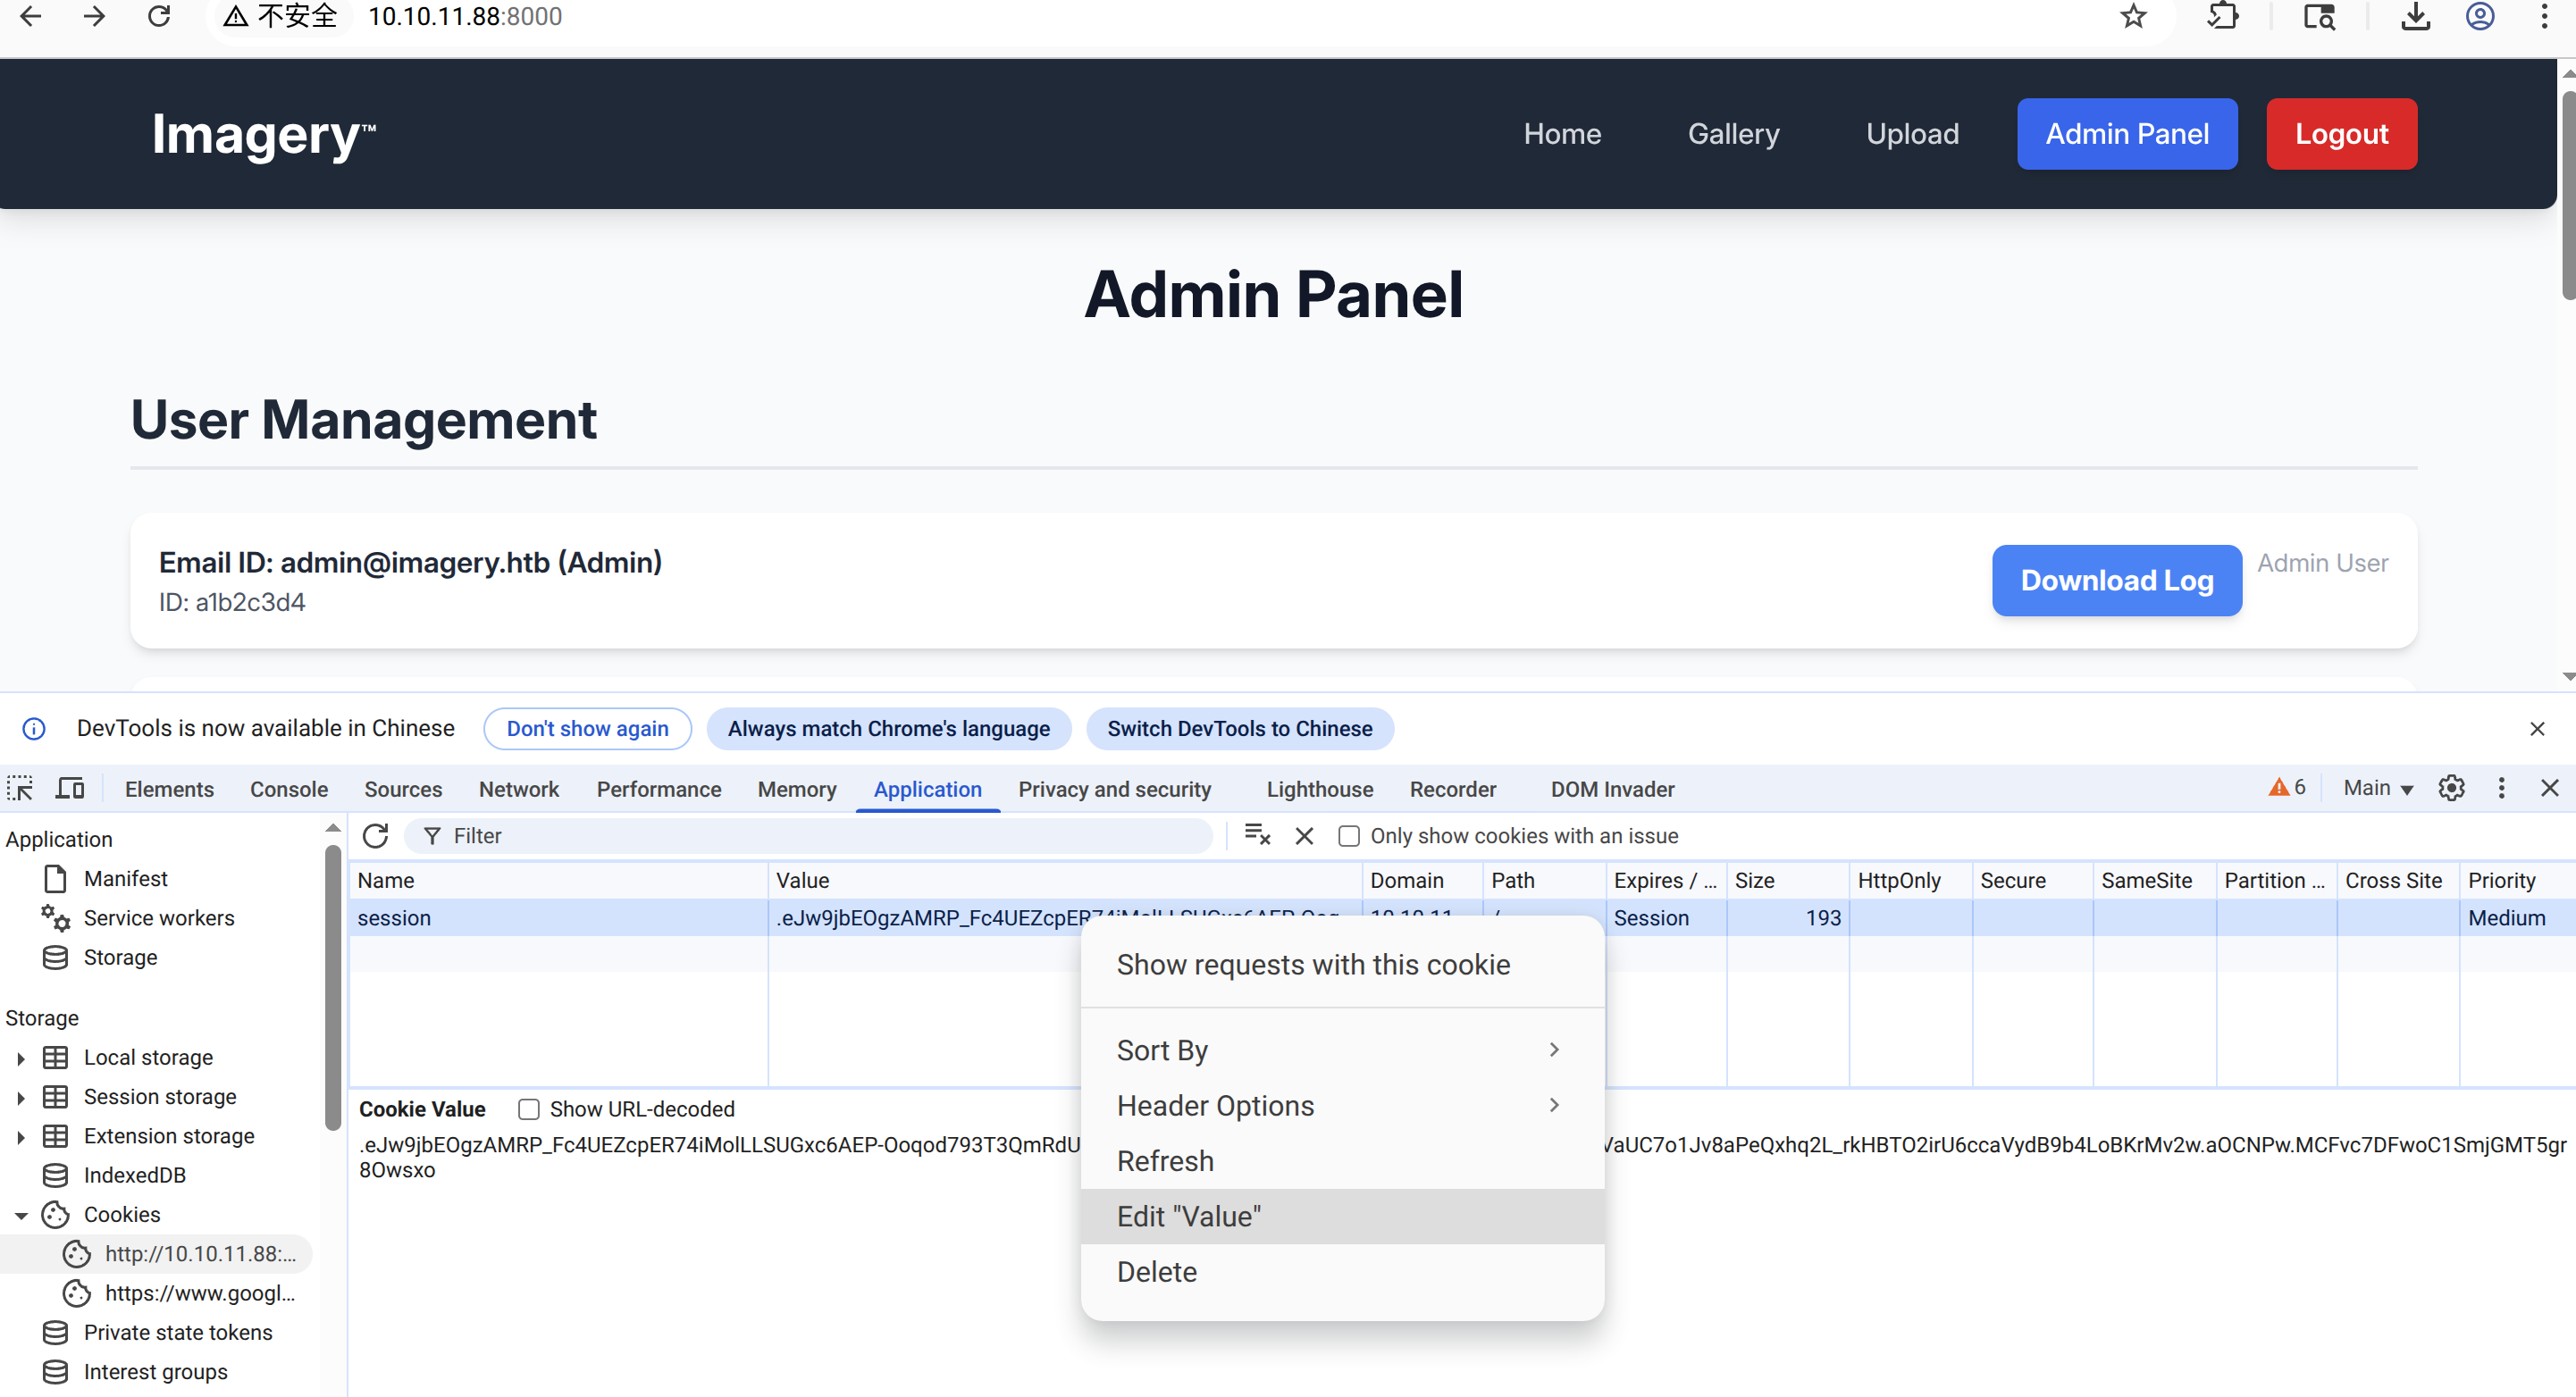 不安全 10.10.11.88:8000
Imagery™ Home Gallery Upload Admin Panel Logout
Admin Panel
User Management
Email ID: admin@imagery.htb (Admin)
ID: a1b2c3d4
Download Log Admin User
DevTools is now available in Chinese Don't show again Always match Chrome's language Switch DevTools to Chinese
Elements Console Sources Network Performance Memory Application Privacy and security Lighthouse Recorder DOM Invader 6 Main
Application
Manifest
Service workers
Storage
Storage
Local storage
Session storage
Extension storage
IndexedDB
Cookies
http://10.10.11.88:...
https://www.googl...
Private state tokens
Interest groups
Filter Only show cookies with an issue
Name Value Domain Path Expires / ... Size HttpOnly Secure SameSite Partition ... Cross Site Priority
session Session 193 Medium
Show requests with this cookie
Sort By
Header Options
Refresh
Edit "Value"
Delete
Cookie Value Show URL-decoded
.eJw9jbEOgzAMRP_Fc4UEZcpER74iMolLLSUGxc6AEP-Ooqod793T3QmRdU VaUC7o1Jv8aPeQxhq2L_rkHBTO2irU6ccaVydB9b4LoBKrMv2w.aOCNPw.MCFvc7DFwoC1SmjGMT5gr
8Owsxo